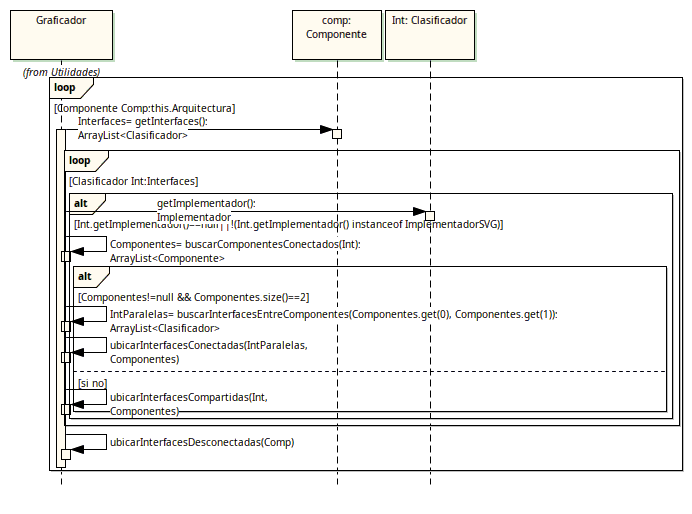 Graficador
comp:
Componente
Int: Clasificador
(from Utilidades)
loop
[Componente Comp:this.Arquitectura]
Interfaces= getInterfaces():
ArrayList<Clasificador>
loop
[Clasificador Int:Interfaces]
alt
getImplementador():
Implementador
[Int.getImplementador()==null||!(Int.getImplementador() instanceof ImplementadorSVG)]
Componentes= buscarComponentesConectados(Int):
ArrayList<Componente>
alt
[Componentes!=null && Componentes.size()==2]
IntParalelas= buscarInterfacesEntreComponentes(Componentes.get(0), Componentes.get(1)):
ArrayList<Clasificador>
ubicarInterfacesConectadas(IntParalelas,
Componentes)
[si no]
ubicarInterfacesCompartidas(Int,
Componentes)
ubicarInterfacesDesconectadas(Comp)